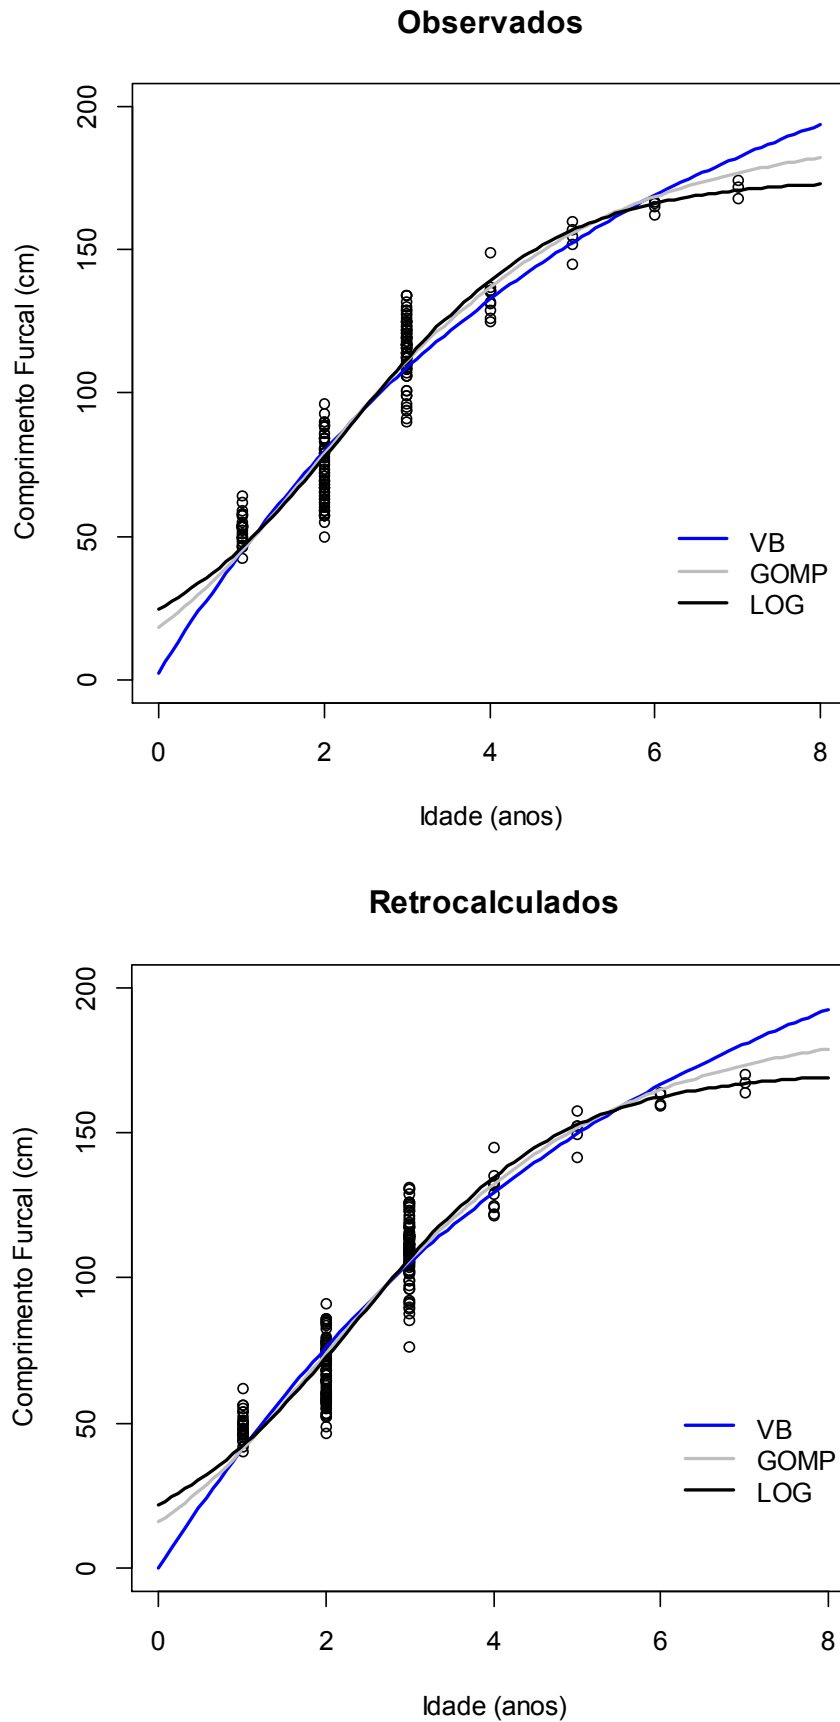 Observados
Comprimento Furcal (cm)
200
150
100
50
0
VB
GOMP
LOG
0 2 4 6 8
Idade (anos)
Retrocalculados
Comprimento Furcal (cm)
200
150
100
50
0
VB
GOMP
LOG
0 2 4 6 8
Idade (anos)